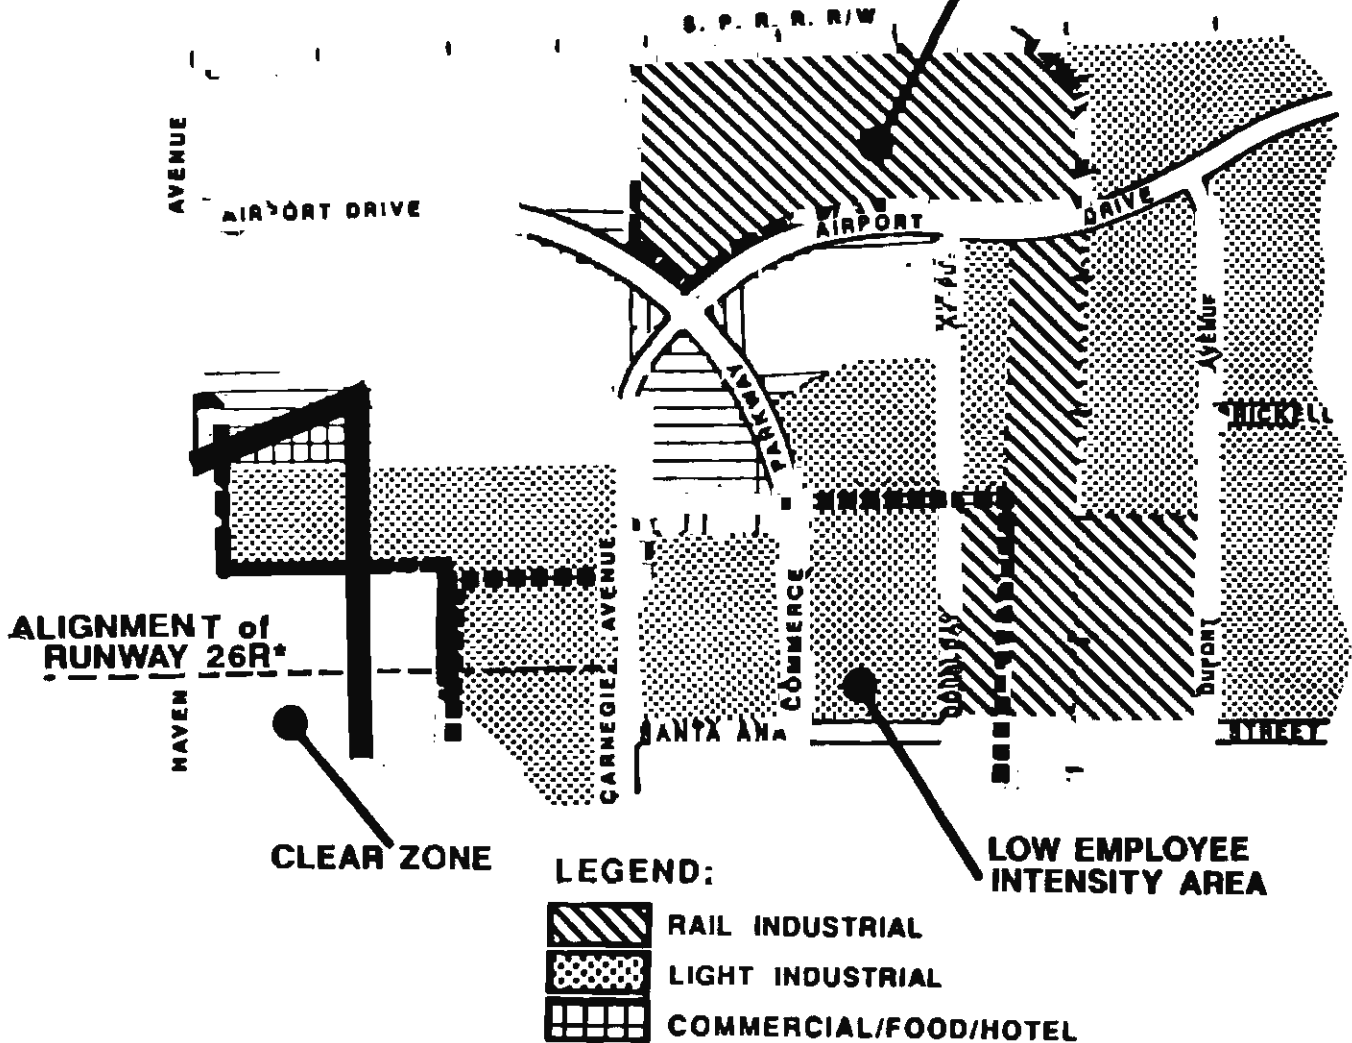 S. P. R. R. R/W
AVENUE
AIRPORT DRIVE
AIRPORT
DRIVE
AVENUE
PARKWAY
ALIGNMENT of
RUNWAY 26R*
HAVEN
CARNEGIE AVENUE
COMMERCE
DUPONT
ANTA ANA
STREET
CLEAR ZONE
LOW EMPLOYEE
INTENSITY AREA
LEGEND:
RAIL INDUSTRIAL
LIGHT INDUSTRIAL
COMMERCIAL/FOOD/HOTEL